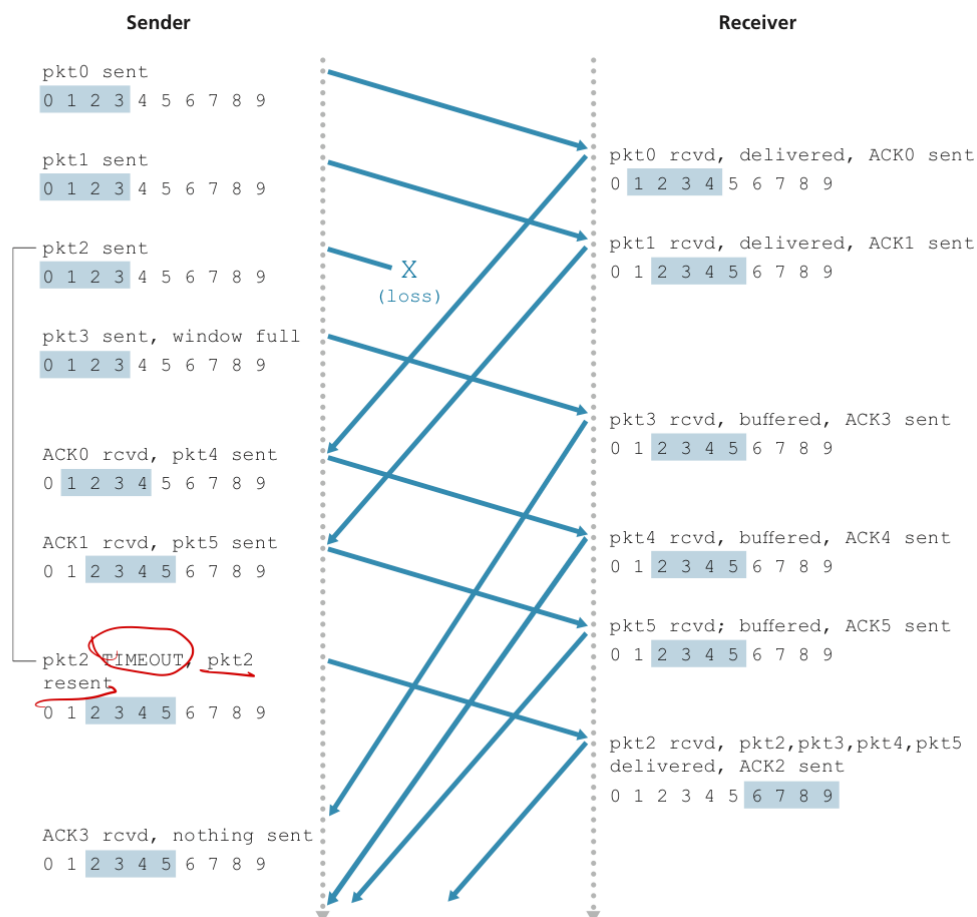 Sender
Receiver
pkt0 sent
0 1 2 3 4 5 6 7 8 9
pkt0 rcvd, delivered, ACK0 sent
0 1 2 3 4 5 6 7 8 9
pkt1 sent
0 1 2 3 4 5 6 7 8 9
pkt1 rcvd, delivered, ACK1 sent
0 1 2 3 4 5 6 7 8 9
pkt2 sent
0 1 2 3 4 5 6 7 8 9
X
(loss)
pkt3 sent, window full
0 1 2 3 4 5 6 7 8 9
pkt3 rcvd, buffered, ACK3 sent
0 1 2 3 4 5 6 7 8 9
ACK0 rcvd, pkt4 sent
0 1 2 3 4 5 6 7 8 9
pkt4 rcvd, buffered, ACK4 sent
0 1 2 3 4 5 6 7 8 9
ACK1 rcvd, pkt5 sent
0 1 2 3 4 5 6 7 8 9
pkt5 rcvd; buffered, ACK5 sent
0 1 2 3 4 5 6 7 8 9
pkt2 TIMEOUT, pkt2
resent
0 1 2 3 4 5 6 7 8 9
pkt2 rcvd, pkt2,pkt3,pkt4,pkt5
delivered, ACK2 sent
0 1 2 3 4 5 6 7 8 9
ACK3 rcvd, nothing sent
0 1 2 3 4 5 6 7 8 9